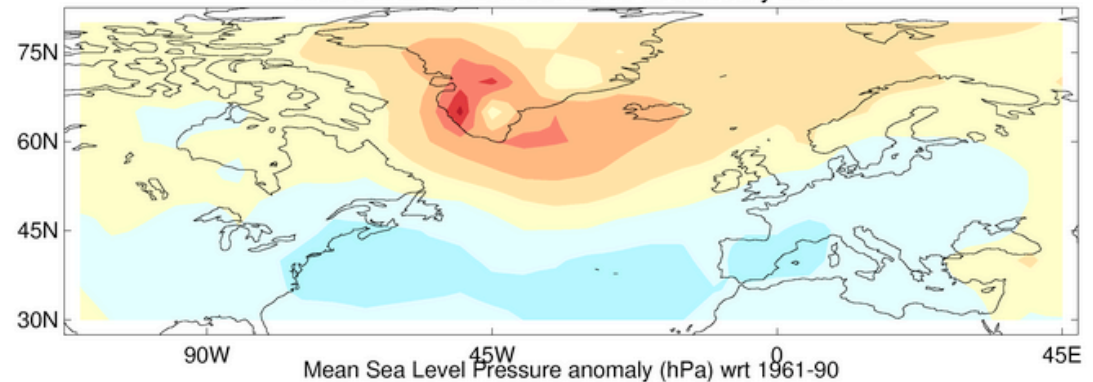 75N
60N
45N
30N
90W 45W 0 45E
Mean Sea Level Pressure anomaly (hPa) wrt 1961-90